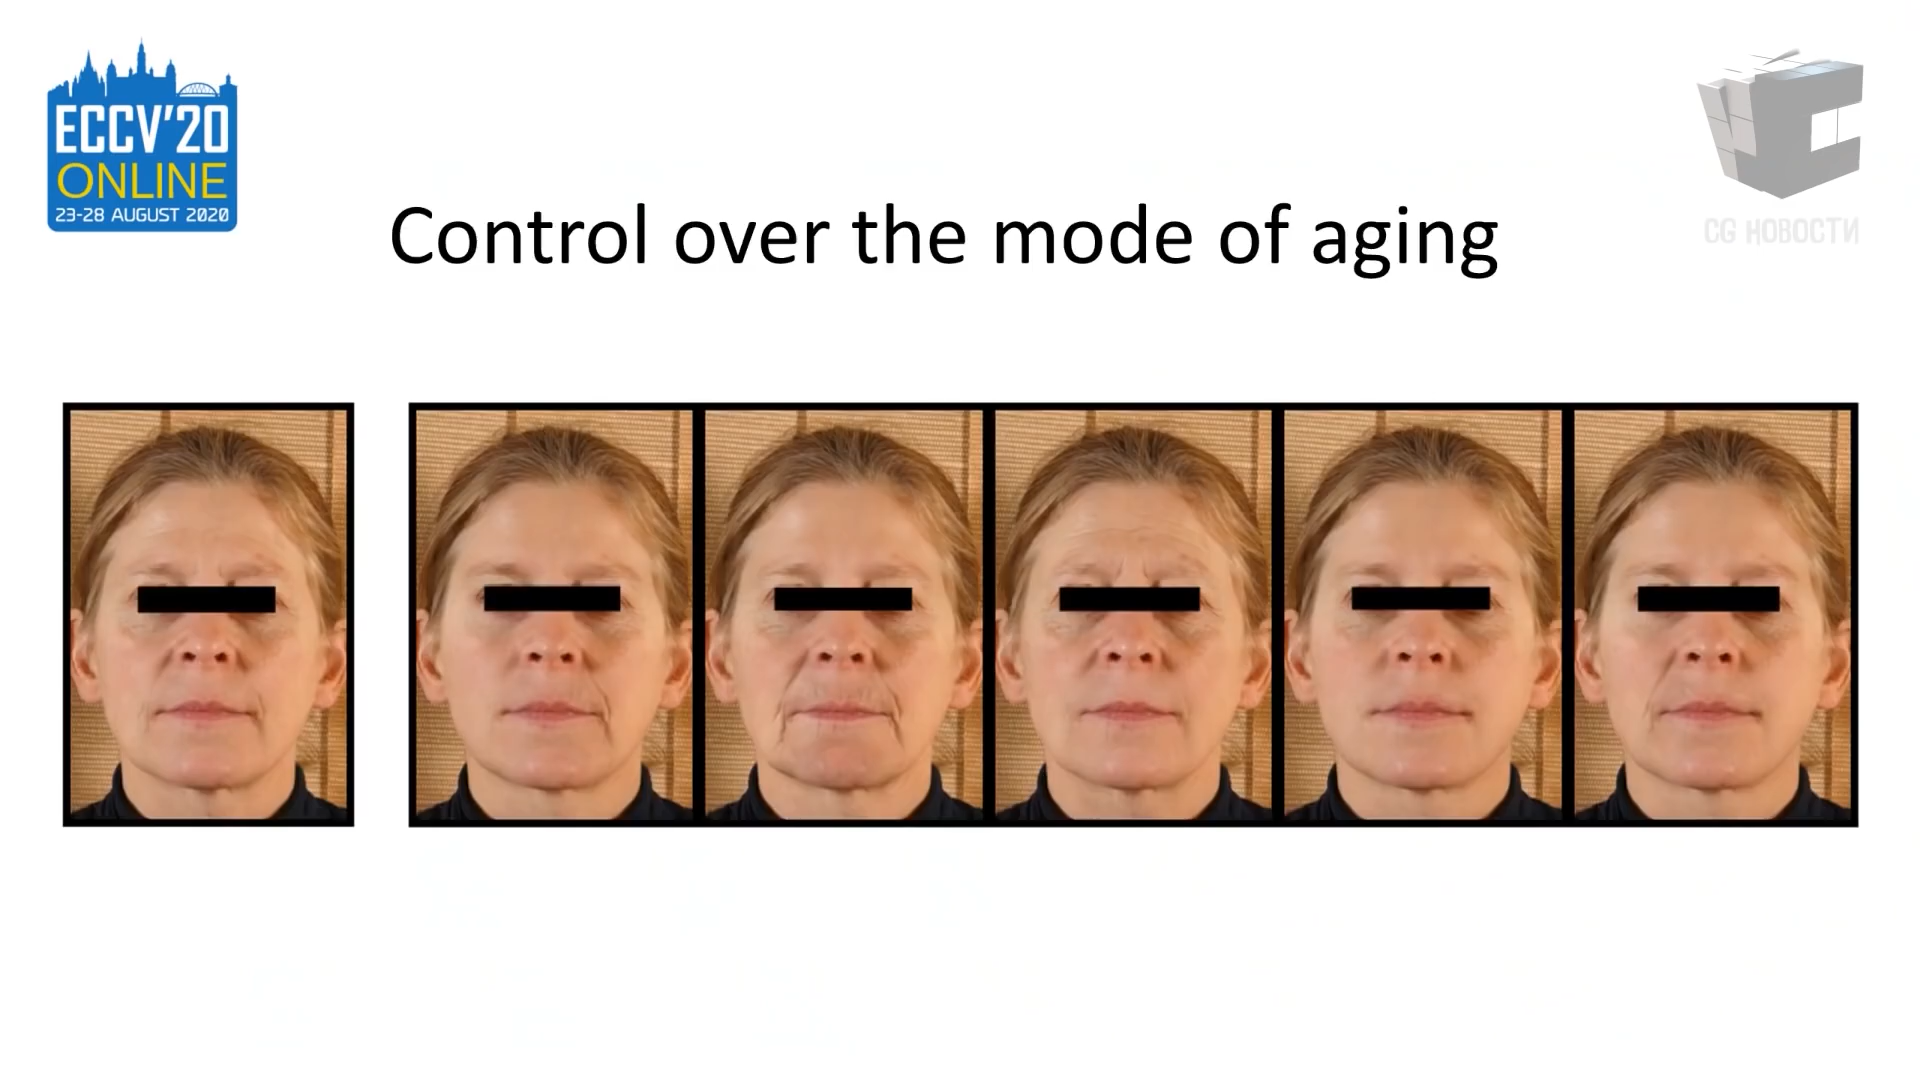 ECCV'20
ONLINE
23-28 AUGUST 2020
CG НОВОСТИ
Control over the mode of aging